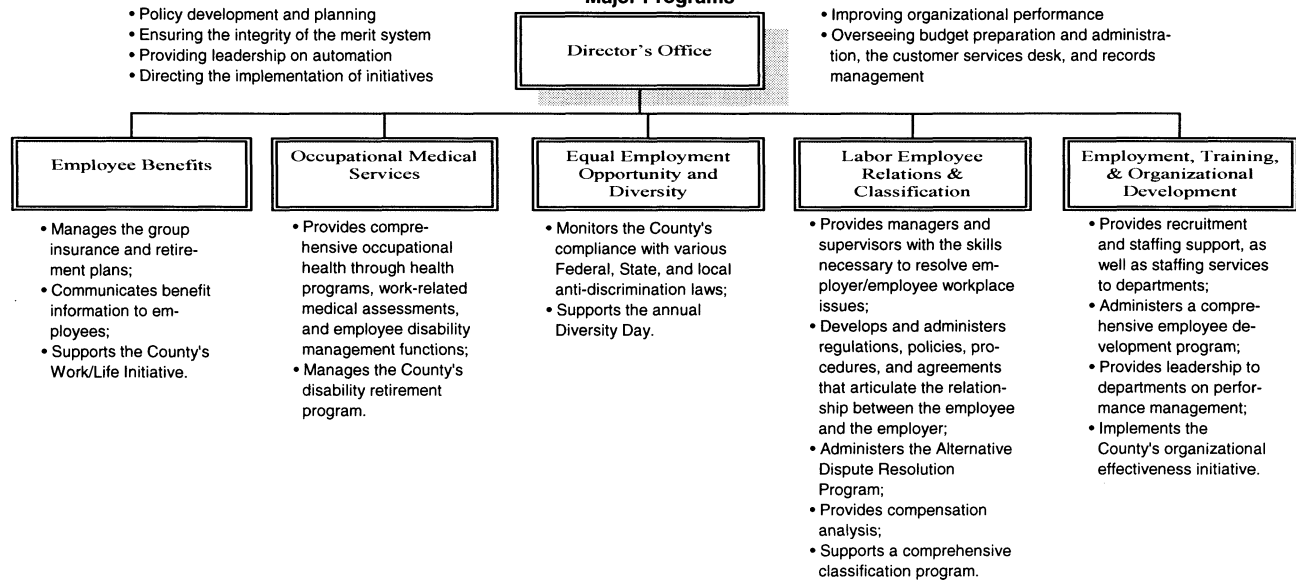 Major Programs
• Policy development and planning
• Ensuring the integrity of the merit system
• Providing leadership on automation
• Directing the implementation of initiatives
Director's Office
• Improving organizational performance
• Overseeing budget preparation and administra-
tion, the customer services desk, and records
management
Employee Benefits
• Manages the group
insurance and retire-
ment plans;
• Communicates benefit
information to em-
ployees;
• Supports the County's
Work/Life Initiative.
Occupational Medical
Services
• Provides compre-
hensive occupational
health through health
programs, work-related
medical assessments,
and employee disability
management functions;
• Manages the County's
disability retirement
program.
Equal Employment
Opportunity and
Diversity
• Monitors the County's
compliance with various
Federal, State, and local
anti-discrimination laws;
• Supports the annual
Diversity Day.
Labor Employee
Relations &
Classification
• Provides managers and
supervisors with the skills
necessary to resolve em-
ployer/employee workplace
issues;
• Develops and administers
regulations, policies, pro-
cedures, and agreements
that articulate the relation-
ship between the employee
and the employer;
• Administers the Alternative
Dispute Resolution
Program;
• Provides compensation
analysis;
• Supports a comprehensive
classification program.
Employment, Training,
& Organizational
Development
• Provides recruitment
and staffing support, as
well as staffing services
to departments;
• Administers a compre-
hensive employee de-
velopment program;
• Provides leadership to
departments on perfor-
mance management;
• Implements the
County's organizational
effectiveness initiative.